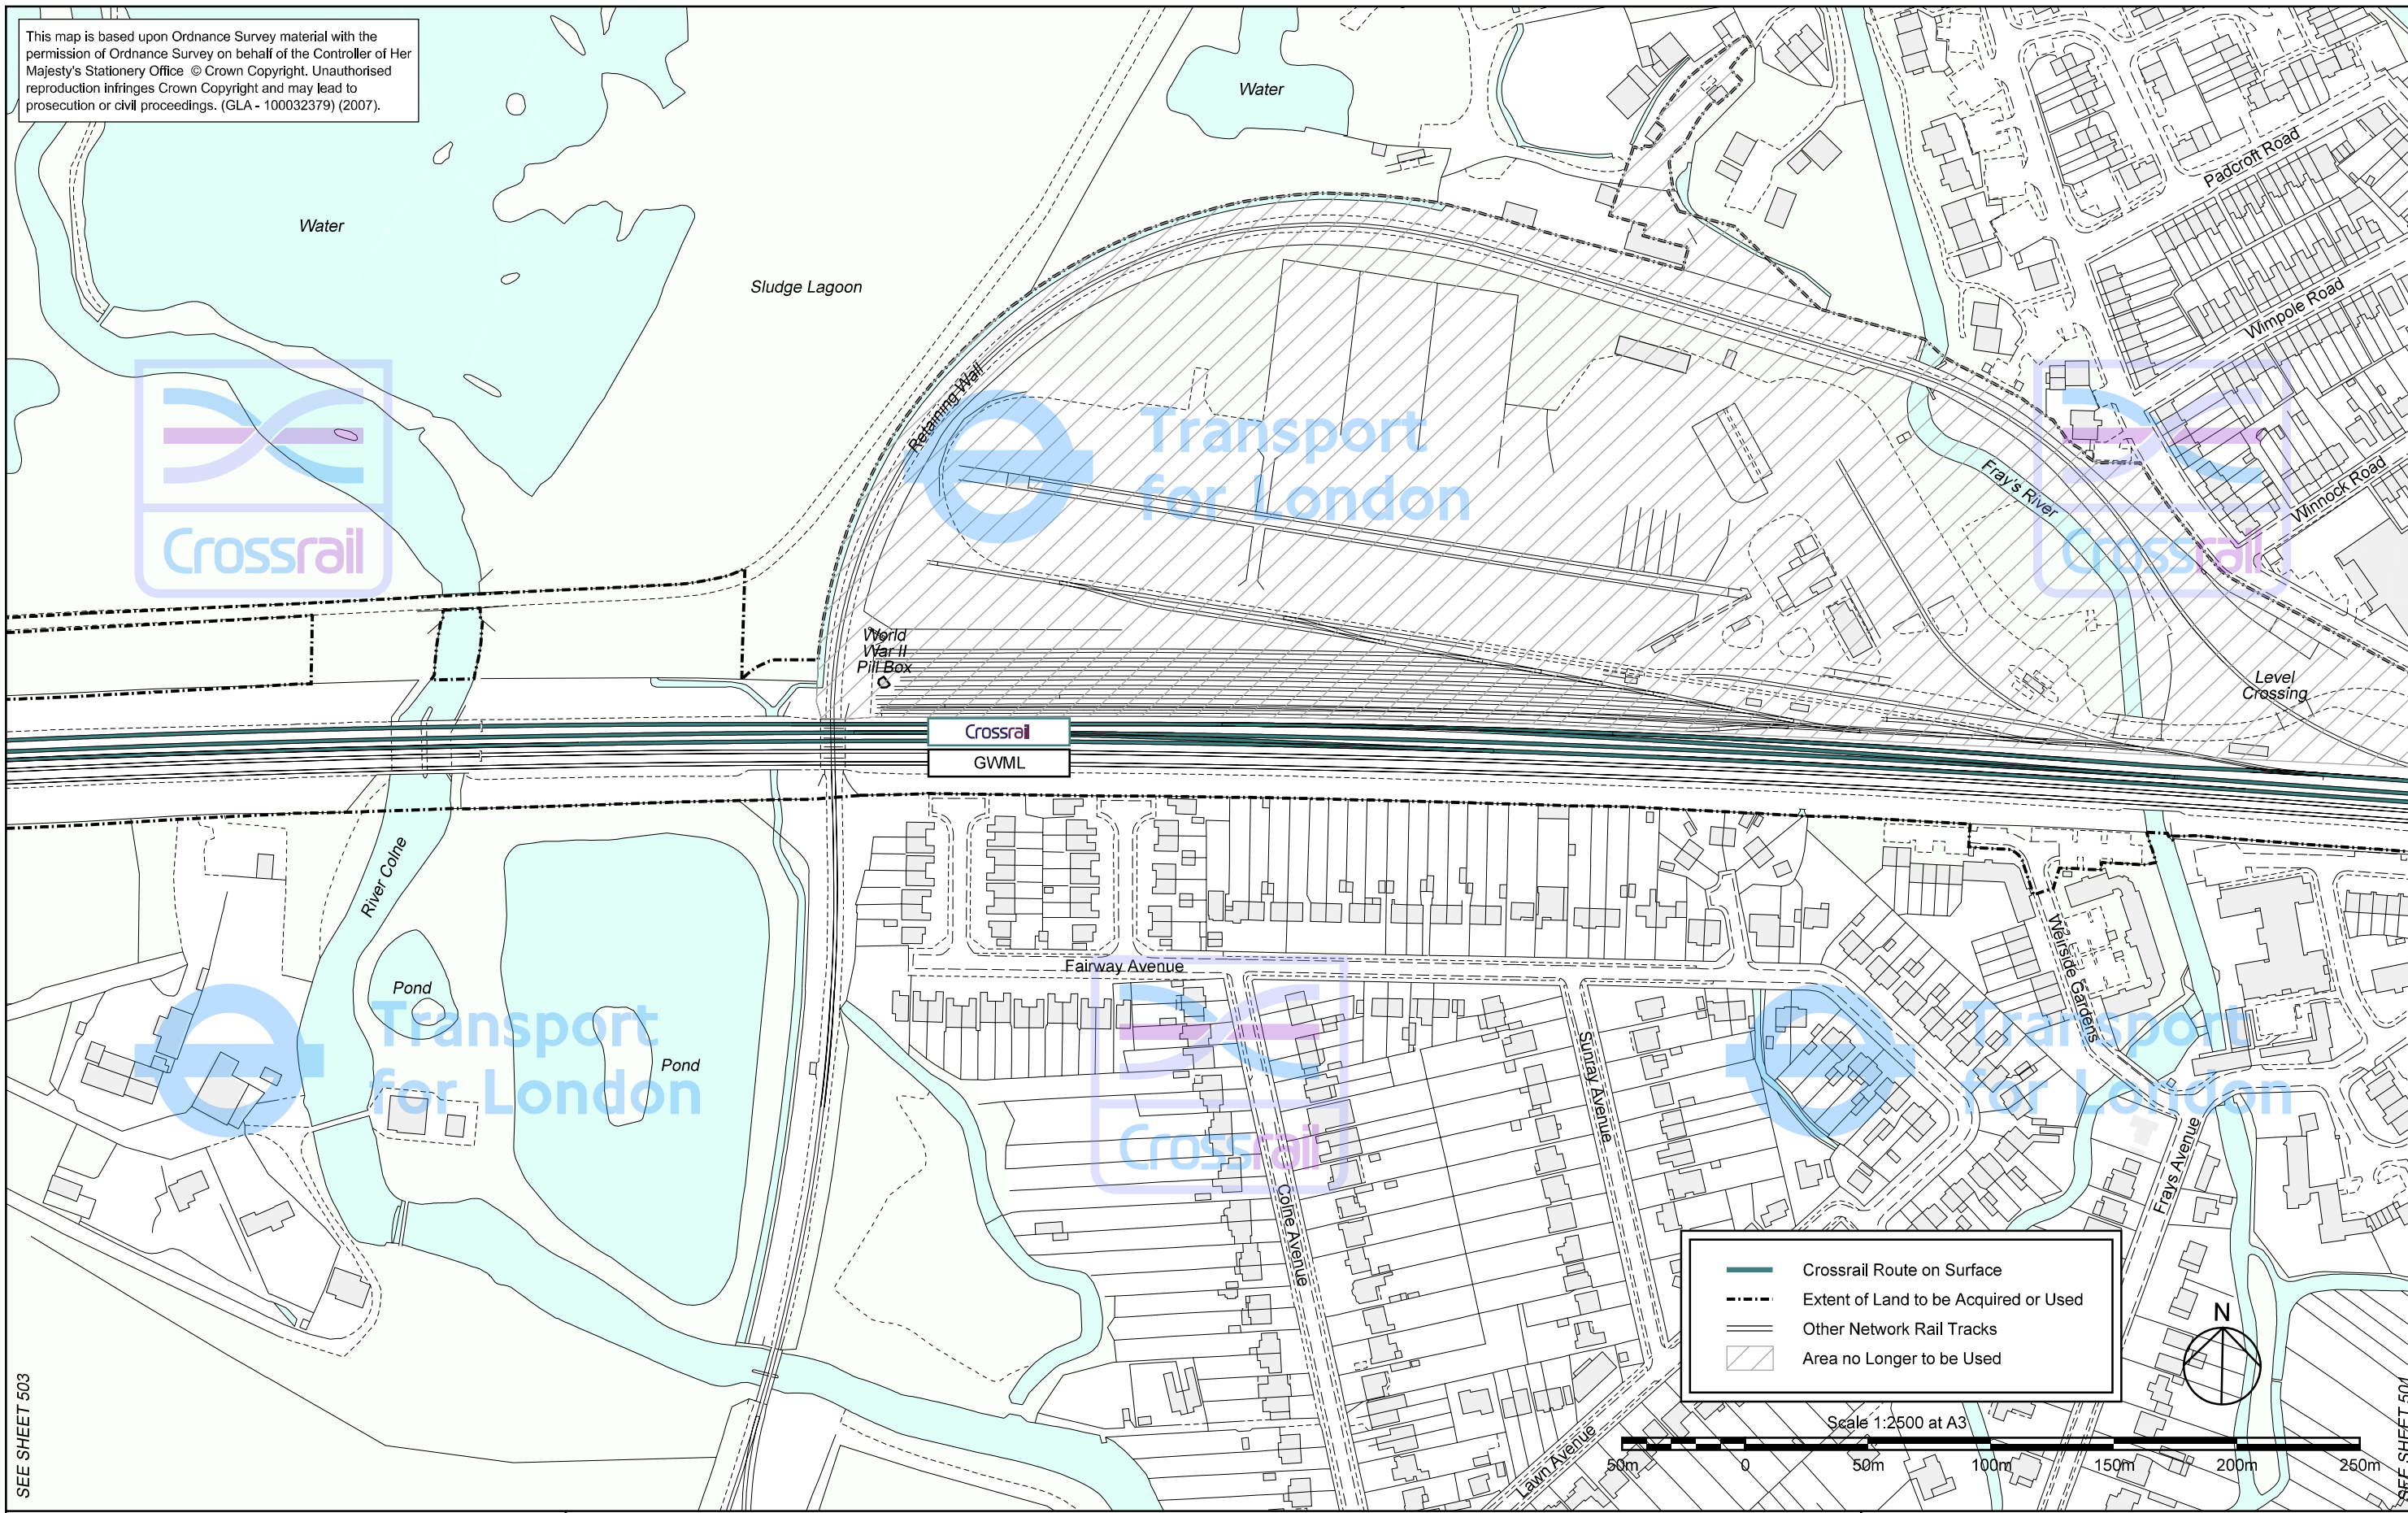 This map is based upon Ordnance Survey material with the
permission of Ordnance Survey on behalf of the Controller of Her
Majesty's Stationery Office © Crown Copyright. Unauthorised
reproduction infringes Crown Copyright and may lead to
prosecution or civil proceedings. (GLA - 100032379) (2007).
Water
Water
Sludge Lagoon
Padcroft Road
Wimpole Road
Winnock Road
Retaining Wall
Transport
for London
Crossrail
Crossrail
Fray's River
World
War II
Pill Box
Level
Crossing
Crossrail
GWML
River Colne
Fairway Avenue
Weirside Gardens
Pond
Pond
Transport
for London
Crossrail
Transport
for London
Sunray Avenue
Colne Avenue
Frays Avenue
Lawn Avenue
Crossrail Route on Surface
Extent of Land to be Acquired or Used
Other Network Rail Tracks
Area no Longer to be Used
N
Scale 1:2500 at A3
50m 0 50m 100m 150m 200m 250m
SEE SHEET 503
SEE SHEET 501